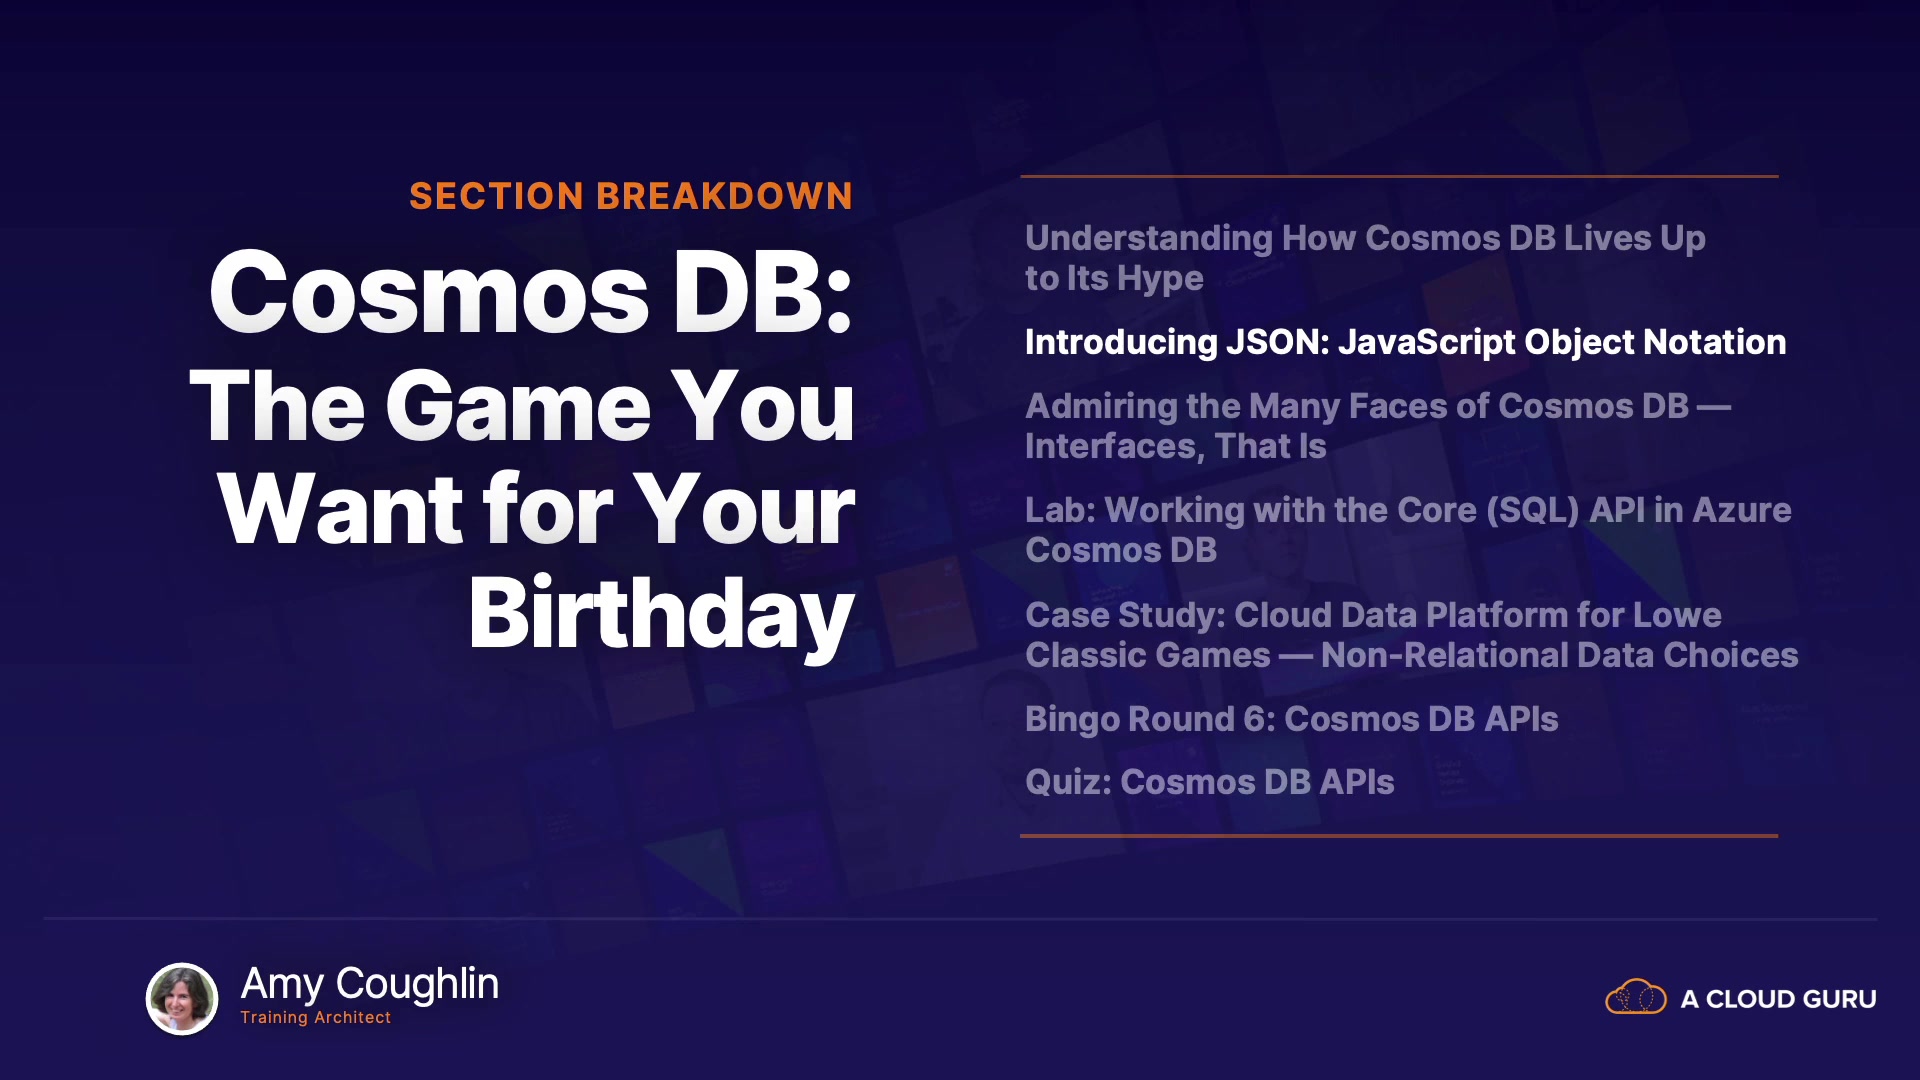 SECTION BREAKDOWN
Cosmos DB:
The Game You
Want for Your
Birthday
Understanding How Cosmos DB Lives Up
to Its Hype
Introducing JSON: JavaScript Object Notation
Admiring the Many Faces of Cosmos DB —
Interfaces, That Is
Lab: Working with the Core (SQL) API in Azure
Cosmos DB
Case Study: Cloud Data Platform for Lowe
Classic Games — Non-Relational Data Choices
Bingo Round 6: Cosmos DB APIs
Quiz: Cosmos DB APIs
Amy Coughlin
Training Architect
A CLOUD GURU